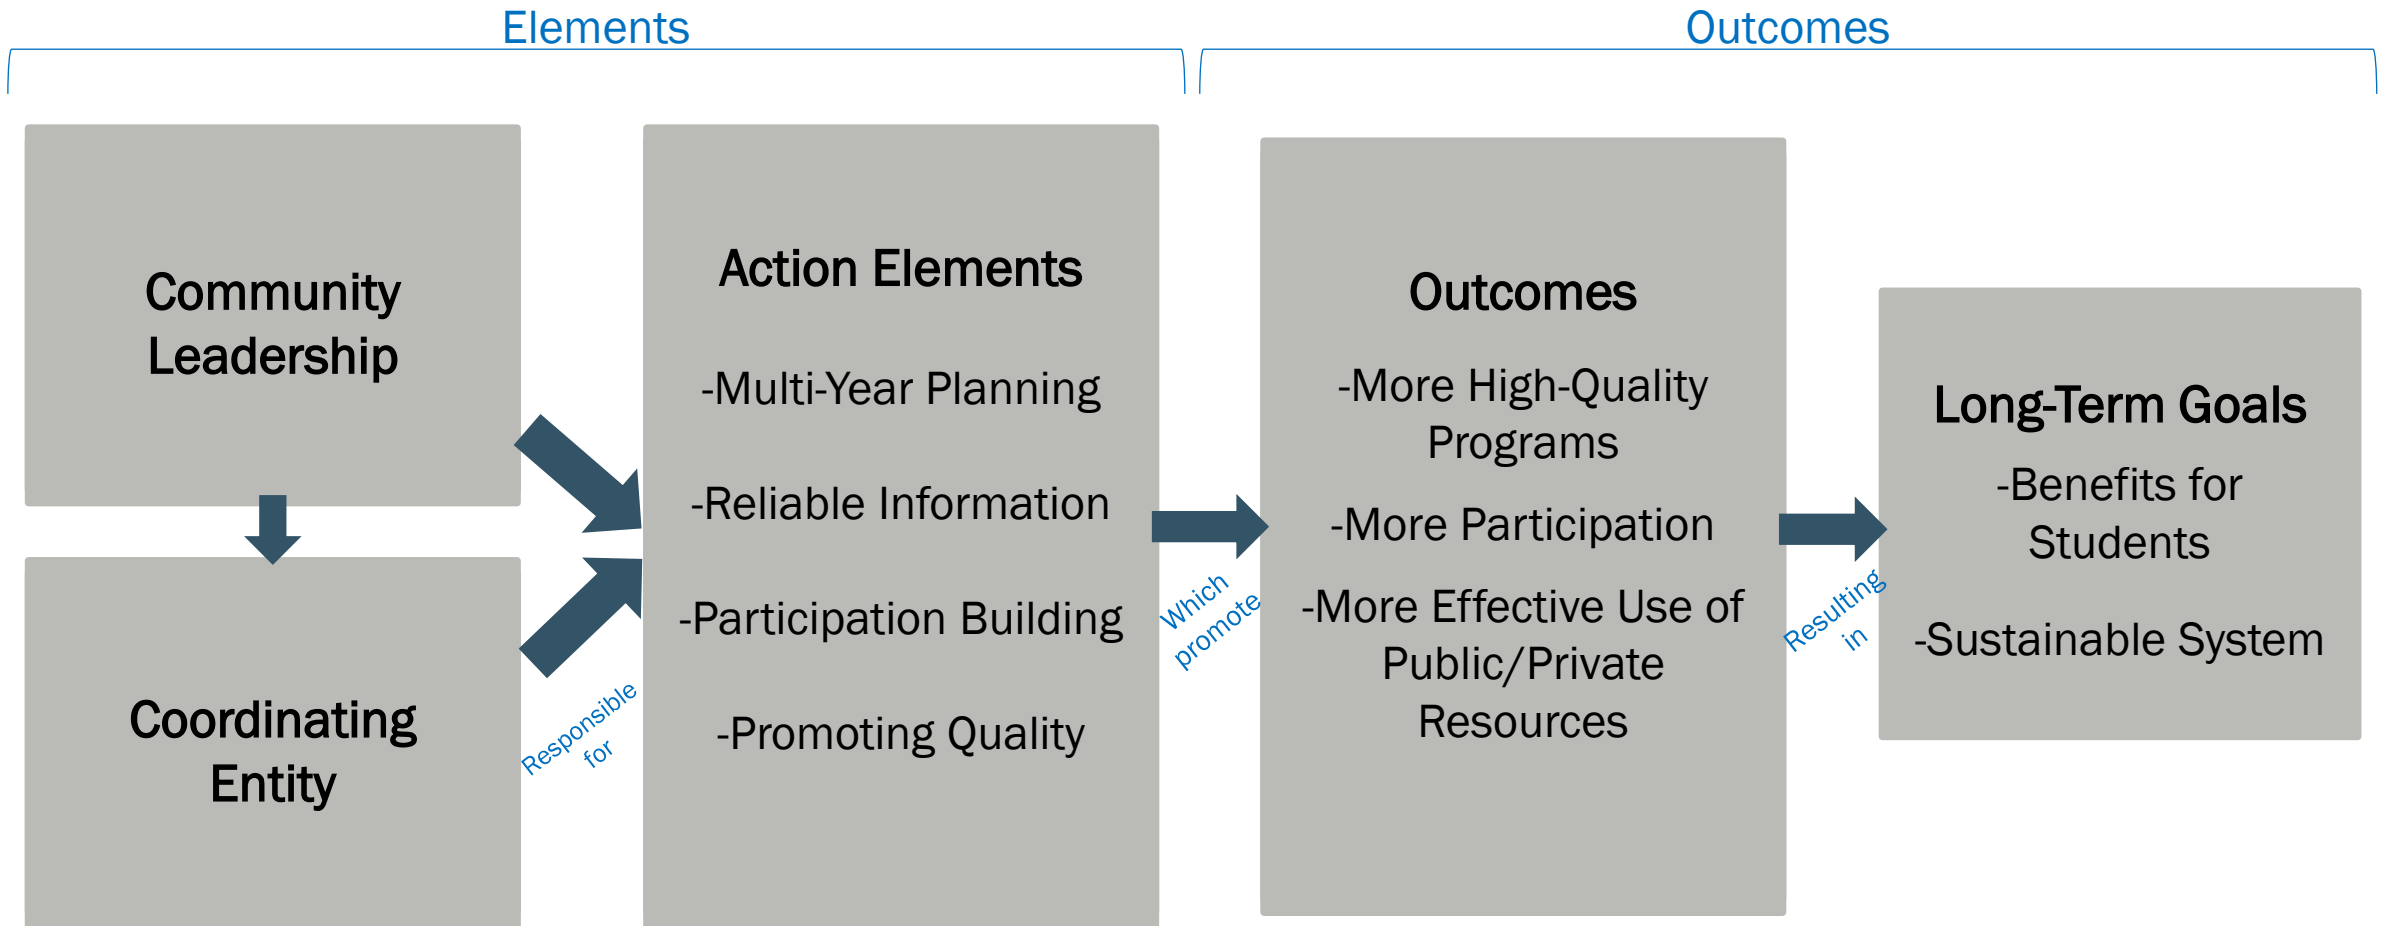 Elements
Outcomes
Community
Leadership
Coordinating
Entity
Responsible
for
Action Elements
-Multi-Year Planning
-Reliable Information
-Participation Building
-Promoting Quality
Which
promote
Outcomes
-More High-Quality
Programs
-More Participation
-More Effective Use of
Public/Private
Resources
Resulting
in
Long-Term Goals
-Benefits for
Students
-Sustainable System